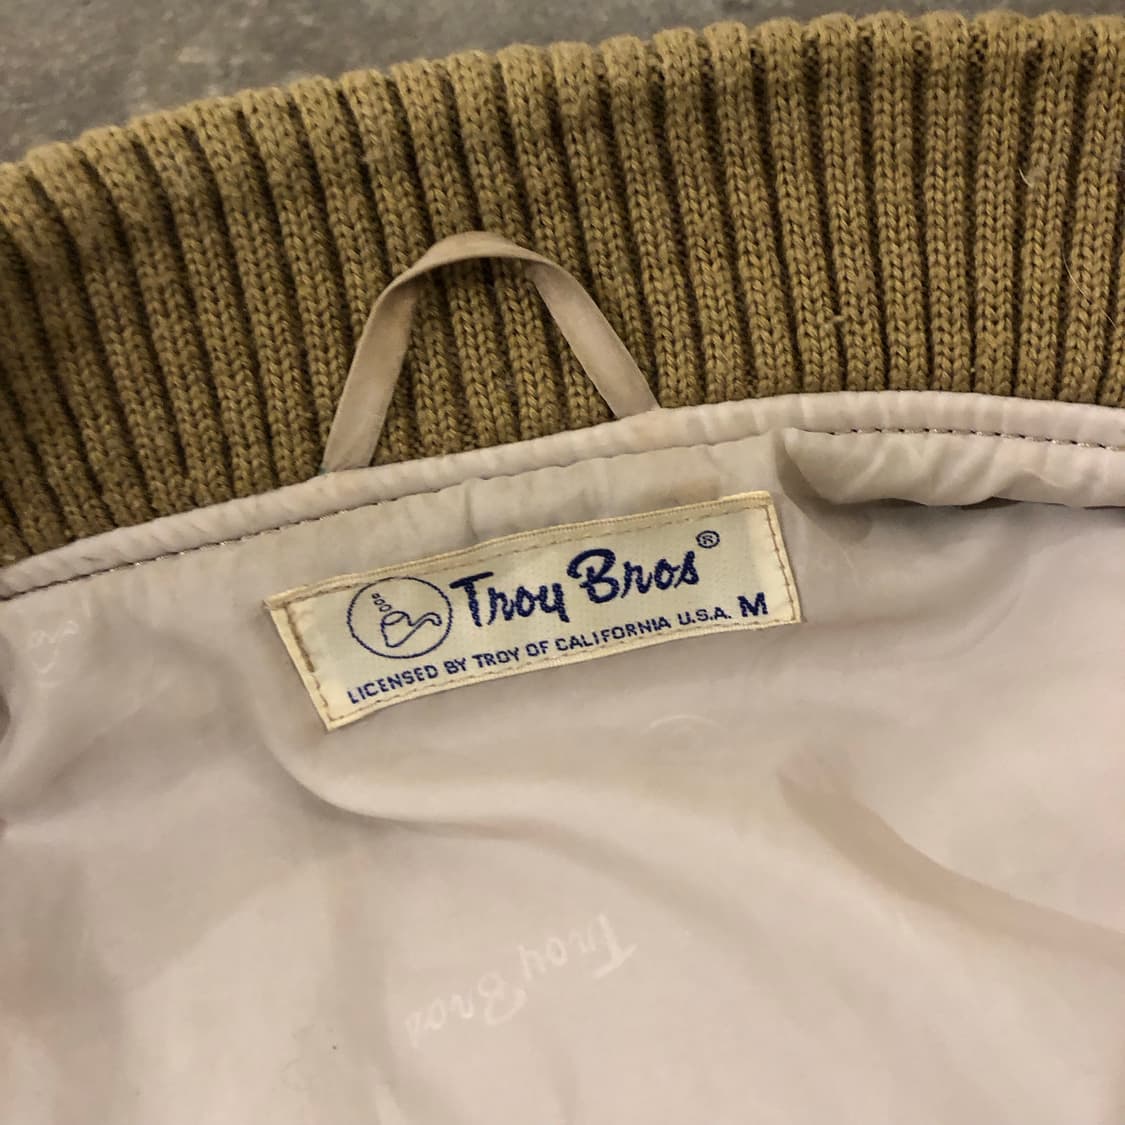 Troy Bros®
LICENSED BY TROY OF CALIFORNIA U.S.A. M
Troy Bros